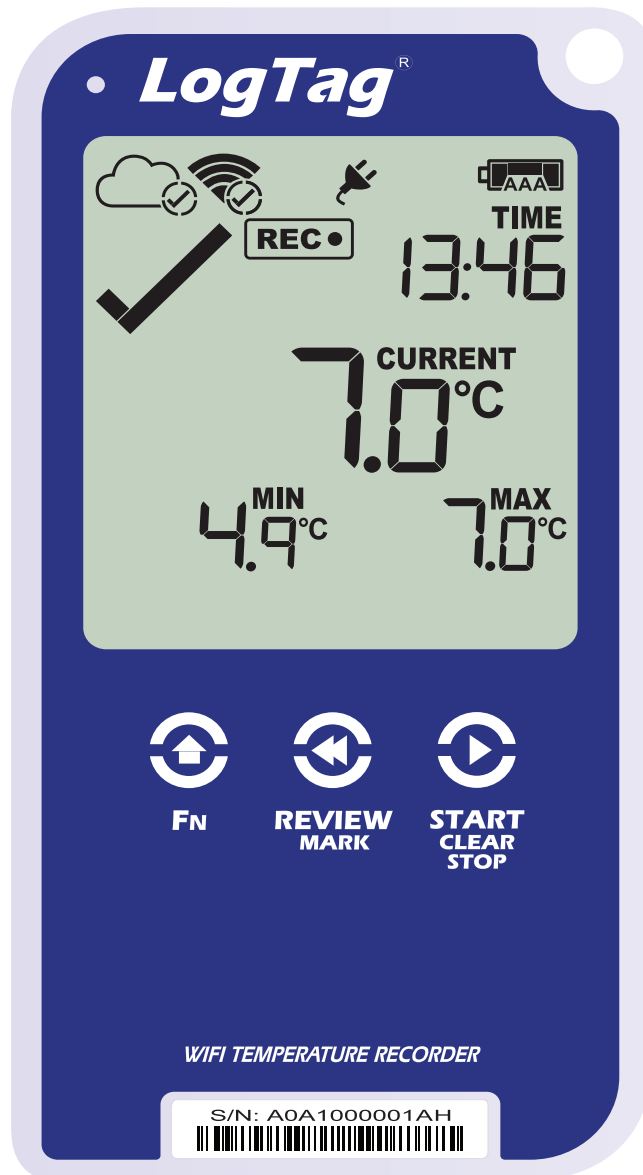 LogTag®
AAA
TIME
REC
13:46
CURRENT
7.0°C
MIN
4.9°C
MAX
7.0°C
FN
REVIEW
MARK
START
CLEAR
STOP
WIFI TEMPERATURE RECORDER
S/N: A0A1000001AH